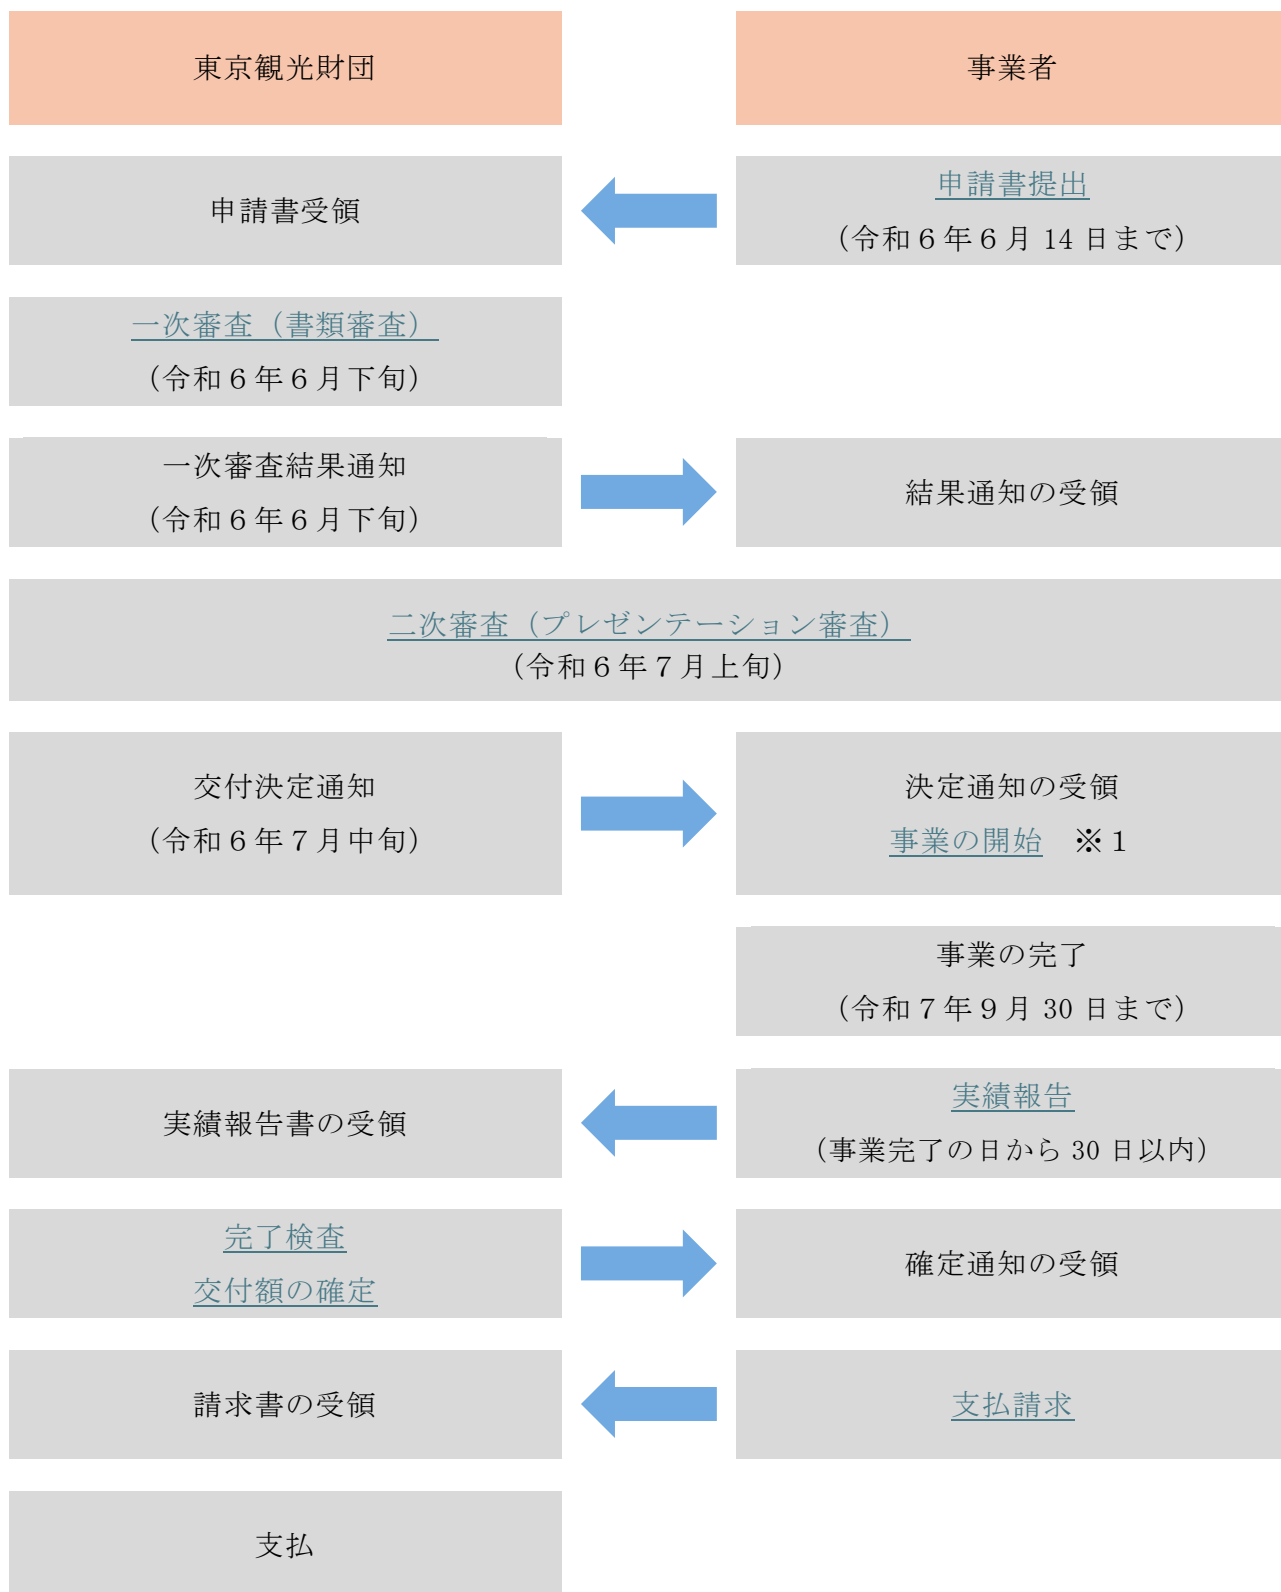 東京観光財団
事業者
申請書受領
申請書提出
（令和６年６月 14 日まで）
一次審査（書類審査）
（令和６年６月下旬）
一次審査結果通知
（令和６年６月下旬）
結果通知の受領
二次審査（プレゼンテーション審査）
（令和６年７月上旬）
交付決定通知
（令和６年７月中旬）
決定通知の受領
事業の開始　※１
事業の完了
（令和７年９月 30 日まで）
実績報告書の受領
実績報告
（事業完了の日から 30 日以内）
完了検査
交付額の確定
確定通知の受領
請求書の受領
支払請求
支払